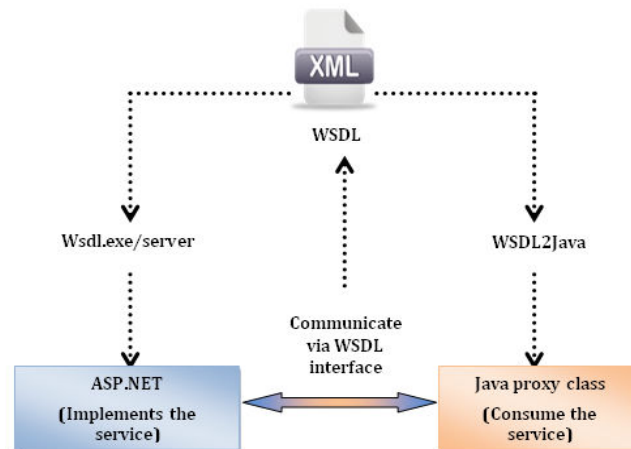 XML
WSDL
Wsdl.exe/server
WSDL2Java
Communicate
via WSDL
interface
ASP.NET
(Implements the
service)
Java proxy class
(Consume the
service)